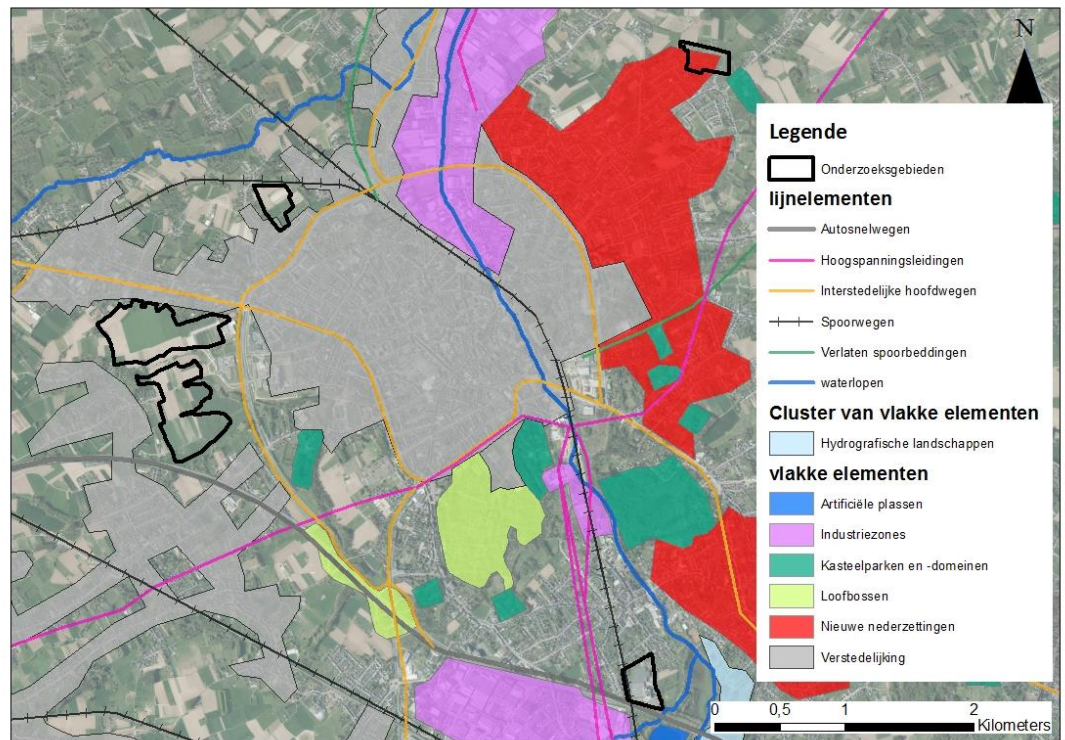 N
Legende
Onderzoeksgebieden
lijnelementen
Autosnelwegen
Hoogspanningsleidingen
Interstedelijke hoofdwegen
Spoorwegen
Verlaten spoorbeddingen
waterlopen
Cluster van vlakke elementen
Hydrografische landschappen
vlakke elementen
Artificiële plassen
Industriezones
Kasteelparken en -domeinen
Loofbossen
Nieuwe nederzettingen
Verstedelijking
0 0,5 1 2
Kilometers